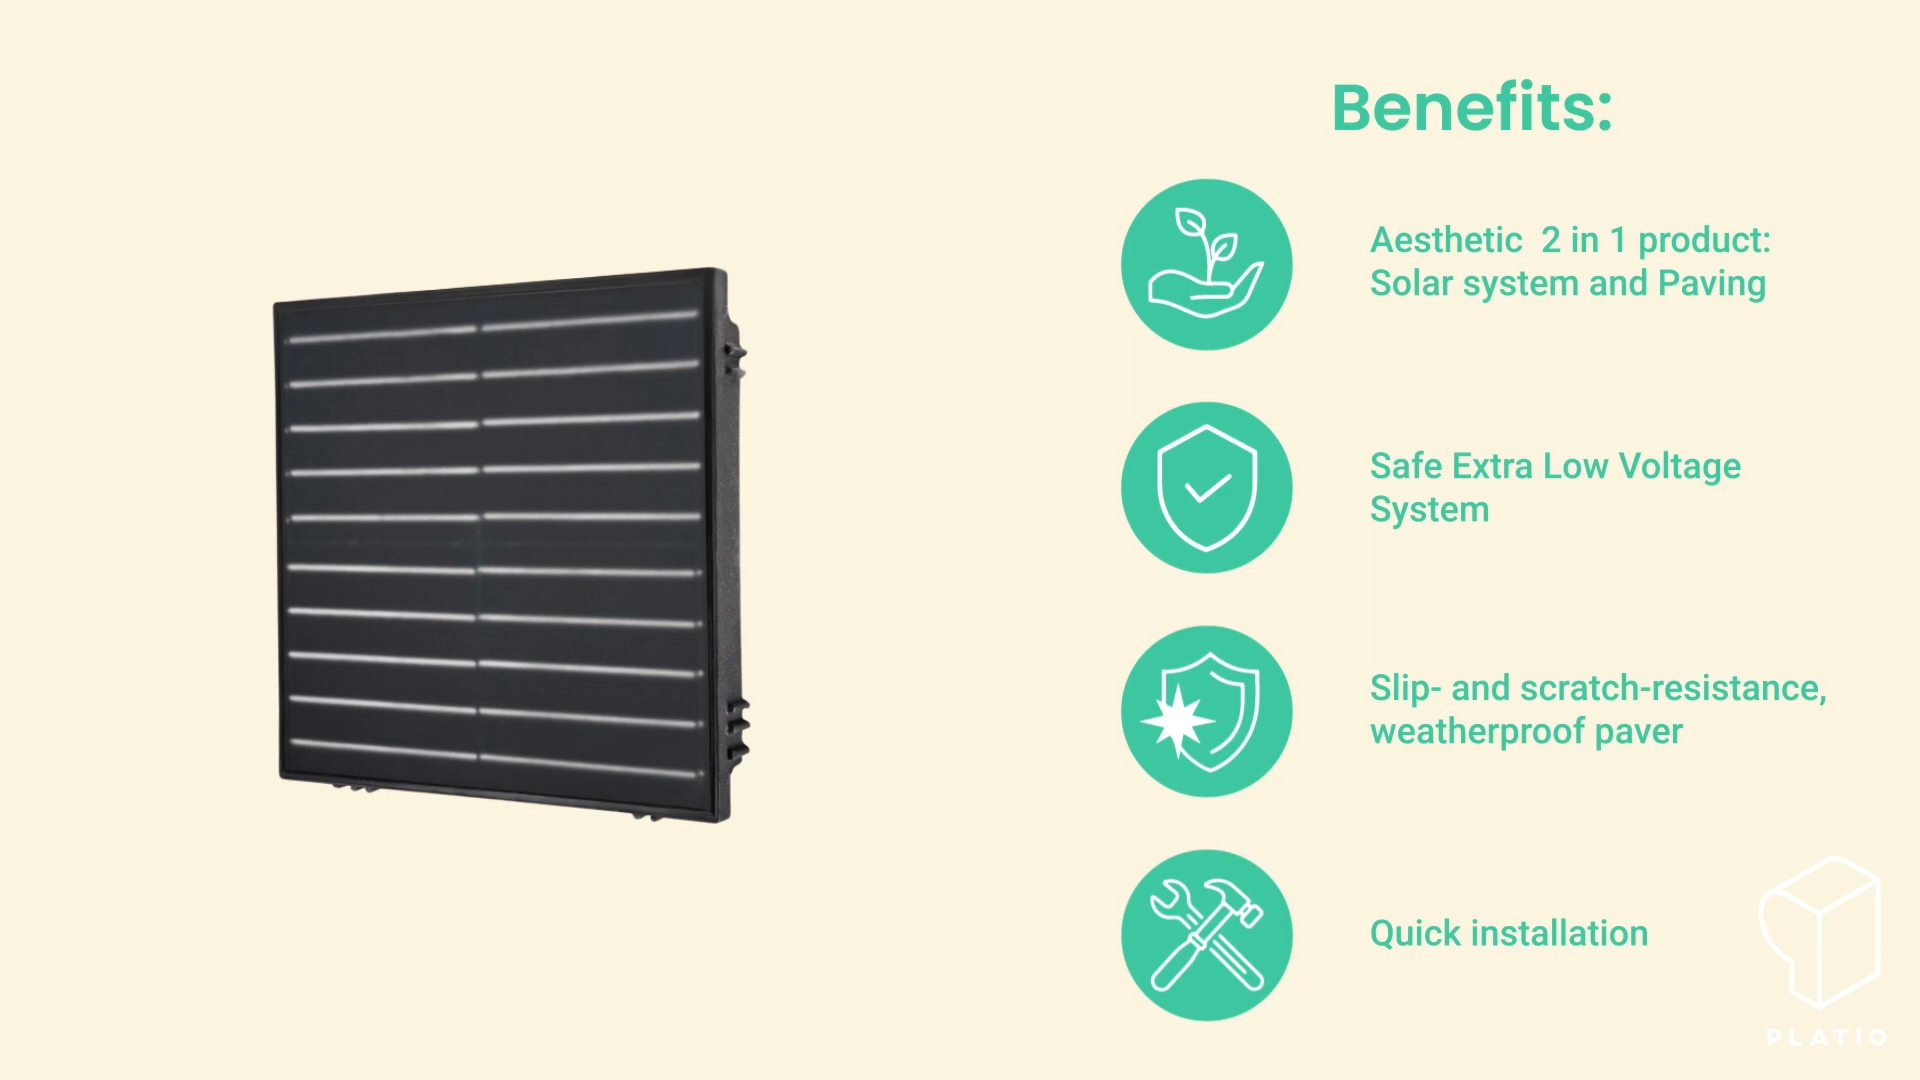 Benefits:
Aesthetic  2 in 1 product:
Solar system and Paving
Safe Extra Low Voltage
System
Slip- and scratch-resistance,
weatherproof paver
Quick installation
PLATIO